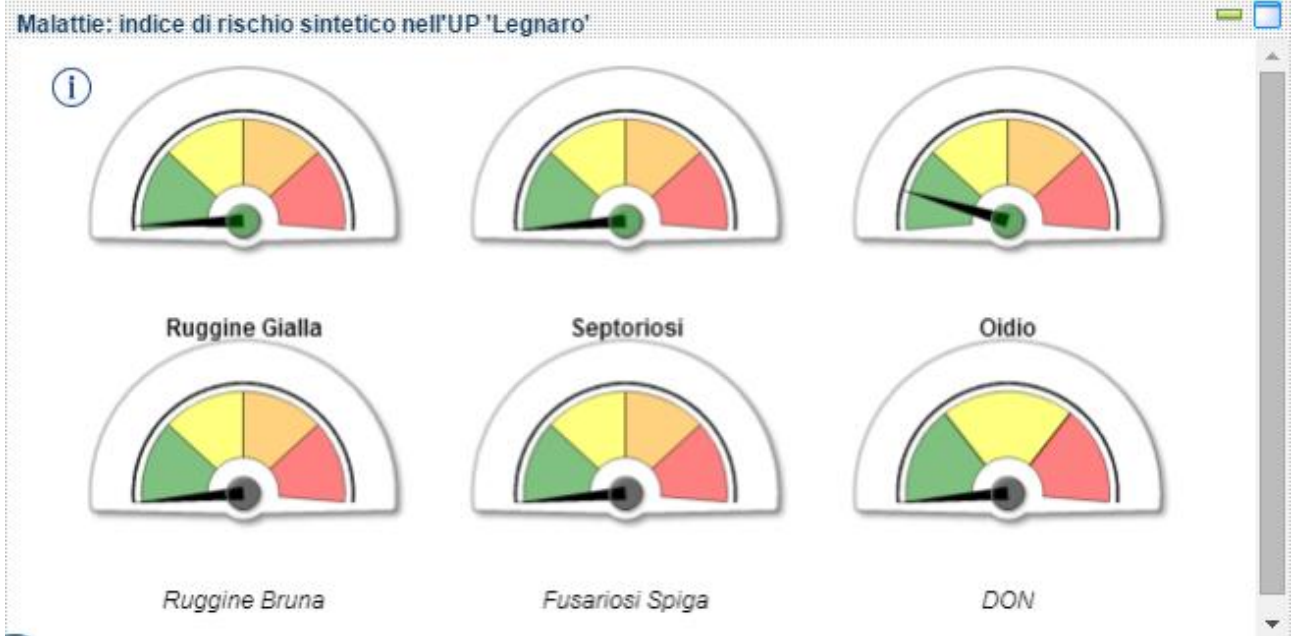 Malattie: indice di rischio sintetico nell'UP 'Legnaro'
i
Ruggine Gialla
Septoriosi
Oidio
Ruggine Bruna
Fusariosi Spiga
DON